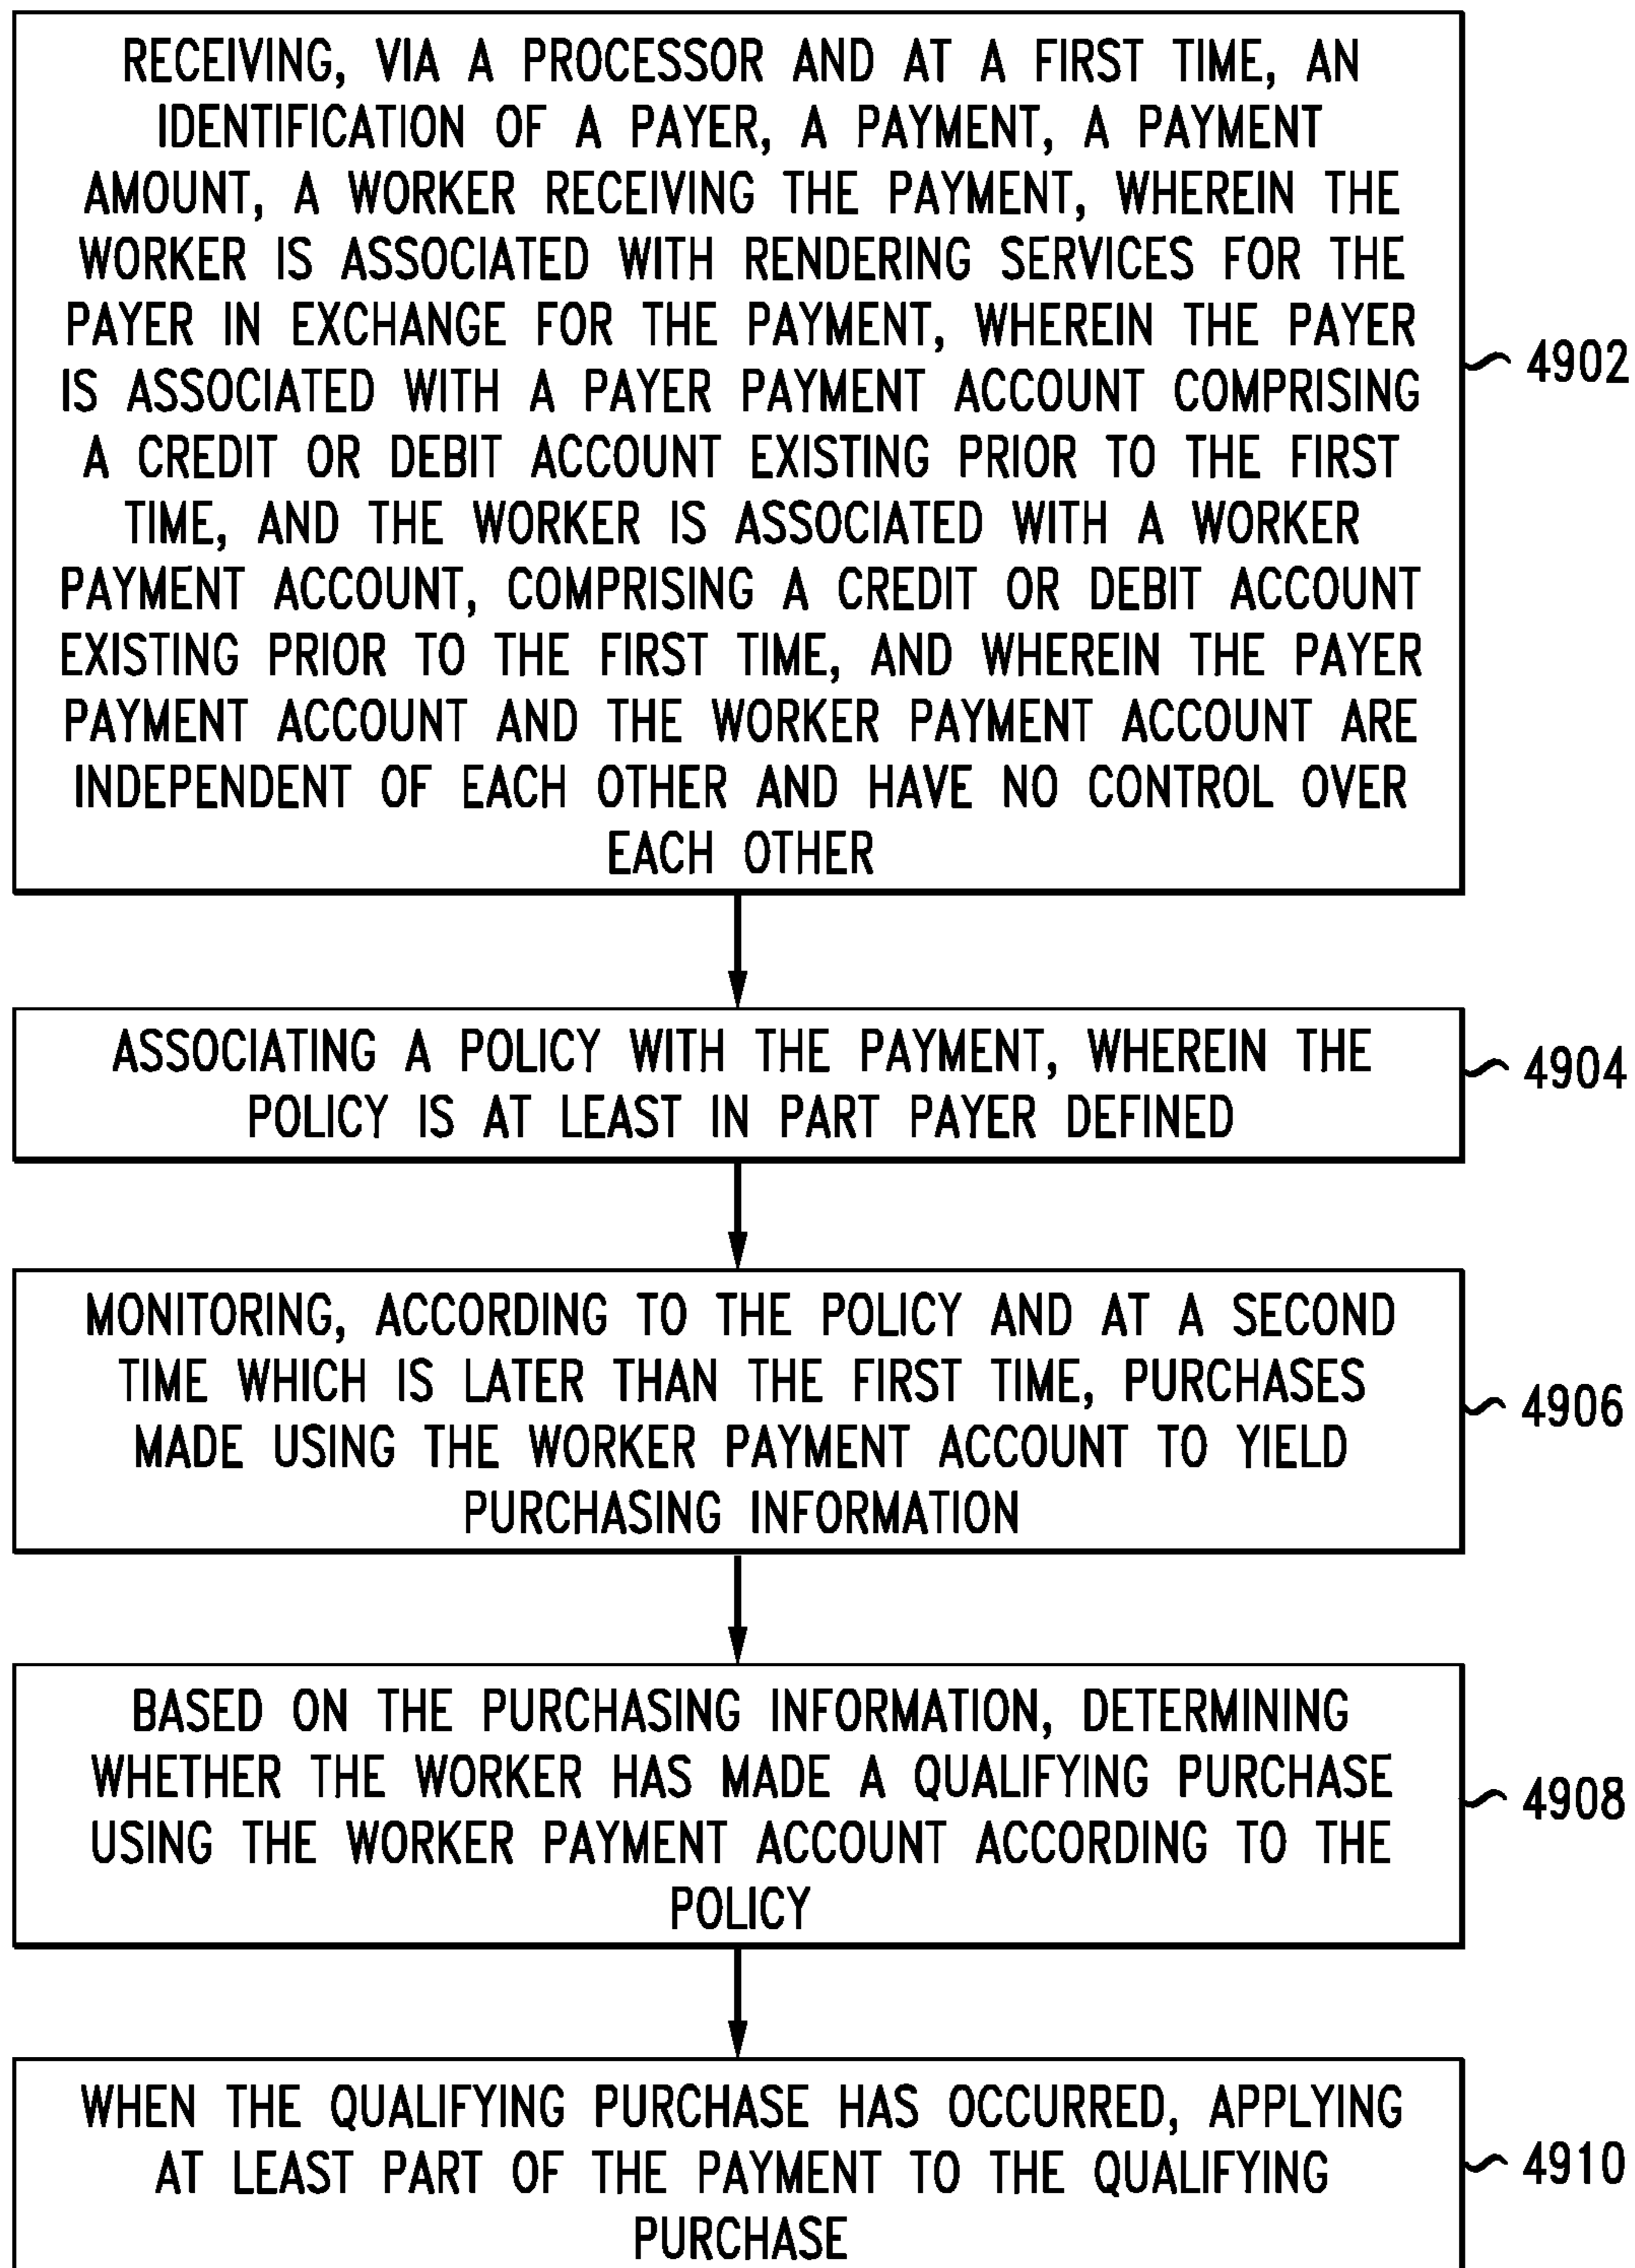 RECEIVING, VIA A PROCESSOR AND AT A FIRST TIME, AN
IDENTIFICATION OF A PAYER, A PAYMENT, A PAYMENT
AMOUNT, A WORKER RECEIVING THE PAYMENT, WHEREIN THE
WORKER IS ASSOCIATED WITH RENDERING SERVICES FOR THE
PAYER IN EXCHANGE FOR THE PAYMENT, WHEREIN THE PAYER
IS ASSOCIATED WITH A PAYER PAYMENT ACCOUNT COMPRISING
A CREDIT OR DEBIT ACCOUNT EXISTING PRIOR TO THE FIRST
TIME, AND THE WORKER IS ASSOCIATED WITH A WORKER
PAYMENT ACCOUNT, COMPRISING A CREDIT OR DEBIT ACCOUNT
EXISTING PRIOR TO THE FIRST TIME, AND WHEREIN THE PAYER
PAYMENT ACCOUNT AND THE WORKER PAYMENT ACCOUNT ARE
INDEPENDENT OF EACH OTHER AND HAVE NO CONTROL OVER
EACH OTHER
4902
ASSOCIATING A POLICY WITH THE PAYMENT, WHEREIN THE
POLICY IS AT LEAST IN PART PAYER DEFINED
4904
MONITORING, ACCORDING TO THE POLICY AND AT A SECOND
TIME WHICH IS LATER THAN THE FIRST TIME, PURCHASES
MADE USING THE WORKER PAYMENT ACCOUNT TO YIELD
PURCHASING INFORMATION
4906
BASED ON THE PURCHASING INFORMATION, DETERMINING
WHETHER THE WORKER HAS MADE A QUALIFYING PURCHASE
USING THE WORKER PAYMENT ACCOUNT ACCORDING TO THE
POLICY
4908
WHEN THE QUALIFYING PURCHASE HAS OCCURRED, APPLYING
AT LEAST PART OF THE PAYMENT TO THE QUALIFYING
PURCHASE
4910